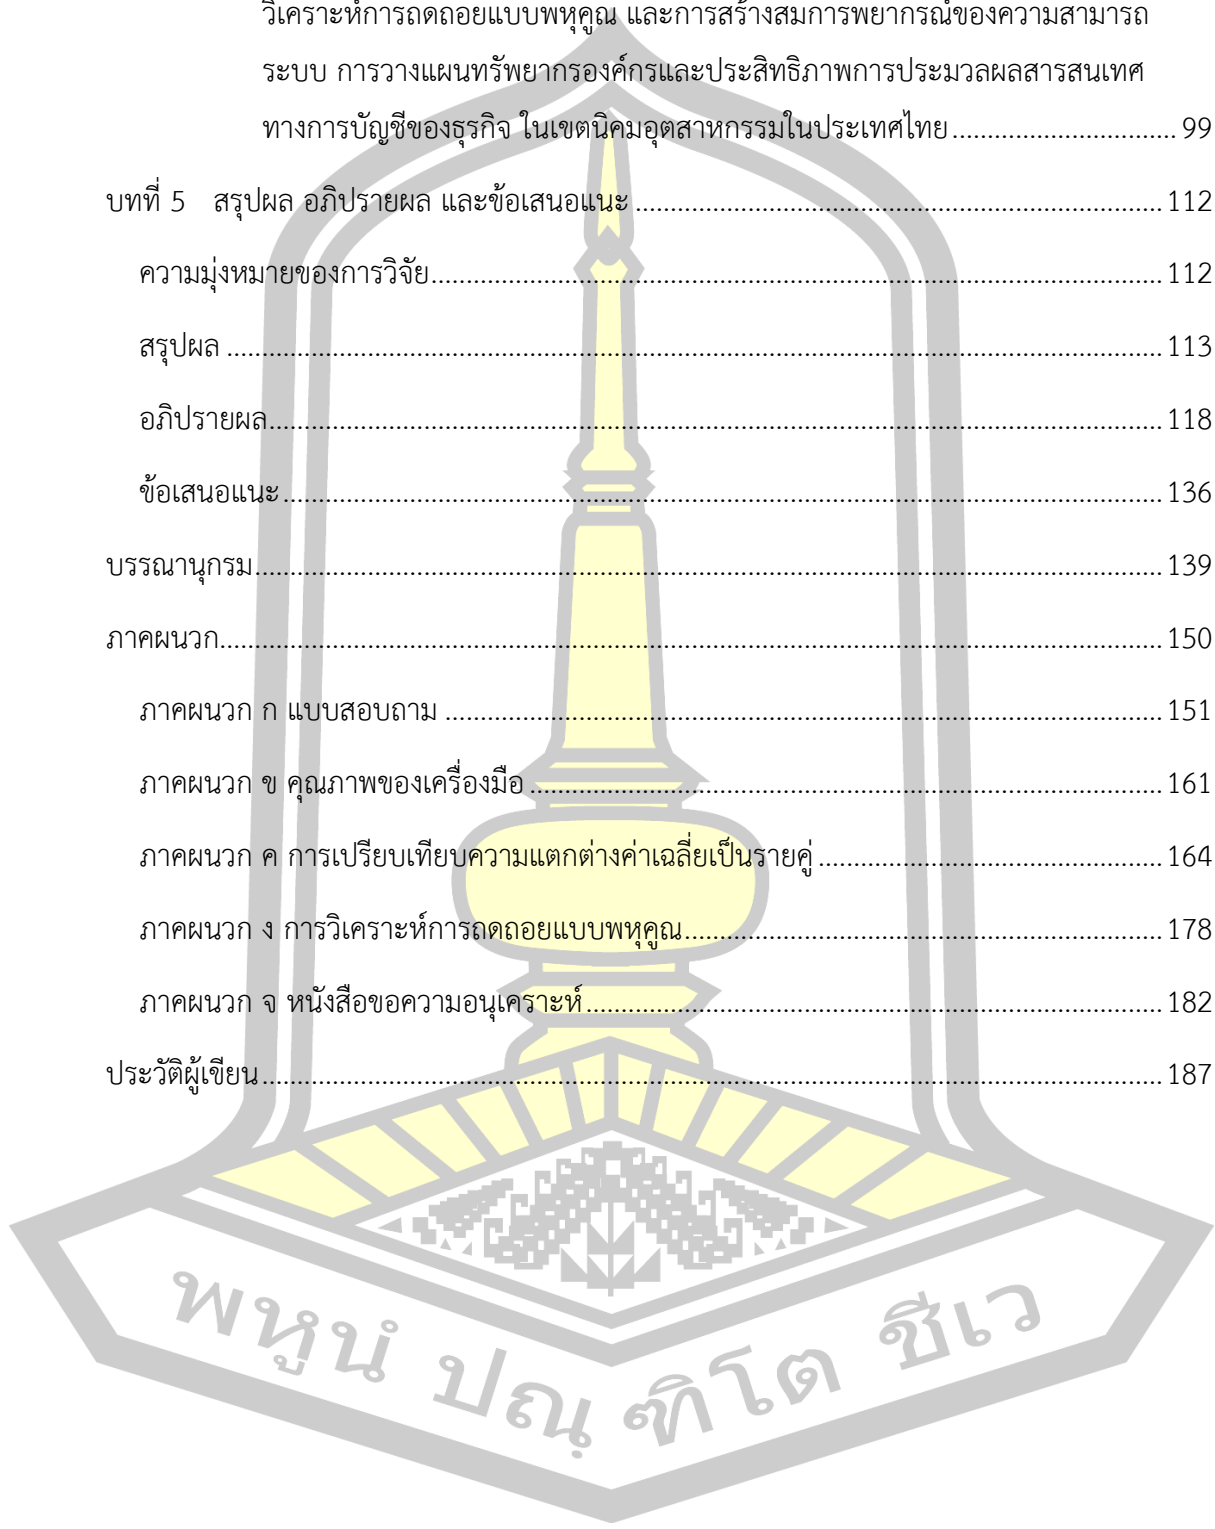 วิเคราะห์การถดถอยแบบพหุคูณ และการสร้างสมการพยากรณ์ของความสามารถ
ระบบ การวางแผนทรัพยากรองค์กรและประสิทธิภาพการประมวลผลสารสนเทศ
ทางการบัญชีของธุรกิจ ในเขตนิคมอุตสาหกรรมในประเทศไทย ............................ 99
บทที่ 5 สรุปผล อภิปรายผล และข้อเสนอแนะ ................................................................ 112
ความมุ่งหมายของการวิจัย .......................................................................................... 112
สรุปผล ................................................................................................................... 113
อภิปรายผล .............................................................................................................. 118
ข้อเสนอแนะ ............................................................................................................ 136
บรรณานุกรม ............................................................................................................... 139
ภาคผนวก .................................................................................................................... 150
ภาคผนวก ก แบบสอบถาม ........................................................................................ 151
ภาคผนวก ข คุณภาพของเครื่องมือ .............................................................................. 161
ภาคผนวก ค การเปรียบเทียบความแตกต่างค่าเฉลี่ยเป็นรายคู่ .......................................... 164
ภาคผนวก ง การวิเคราะห์การถดถอยแบบพหุคูณ ........................................................... 178
ภาคผนวก จ หนังสือขอความอนุเคราะห์ ....................................................................... 182
ประวัติผู้เขียน ............................................................................................................... 187
พหูนํ ปณฺฑิโต ชีเว